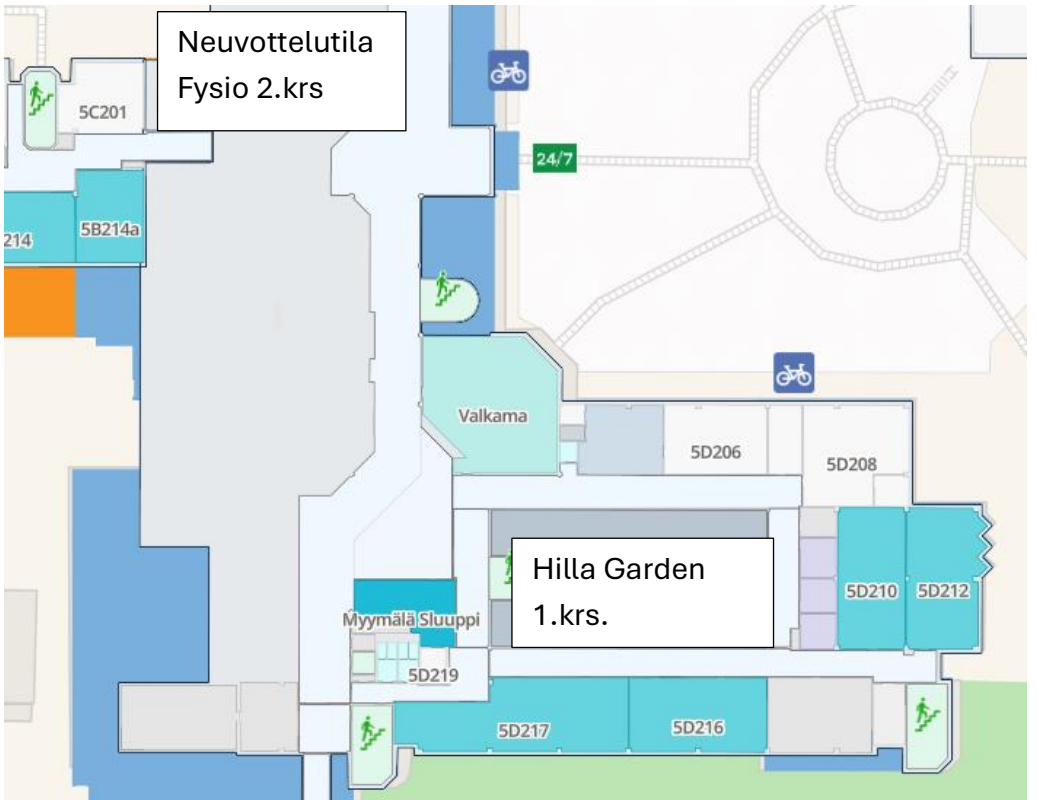 Neuvottelutila
Fysio 2.krs
5C201
24/7
214
5B214a
Valkama
5D206
5D208
Hilla Garden
1.krs.
5D210
5D212
Myymälä Sluuppi
5D219
5D217
5D216